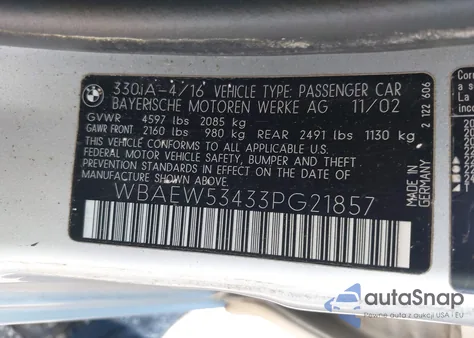 330iA-4/16 VEHICLE TYPE: PASSENGER CAR
BAYERISCHE MOTOREN WERKE AG 11/02
GVWR 4597 lbs 2085 kg
GAWR FRONT 2160 lbs 980 kg REAR 2491 lbs 1130 kg
THIS VEHICLE CONFORMS TO ALL APPLICABLE
FEDERAL MOTOR VEHICLE
SAFETY, BUMPER AND THEFT
PREVENTION STANDARDS IN EFFECT ON THE
DATE OF MANUFACTURE SHOWN ABOVE.
WBAEW53433PG21857
MADE IN
GERMANY
2 122 606
autoSnap
USA · EU